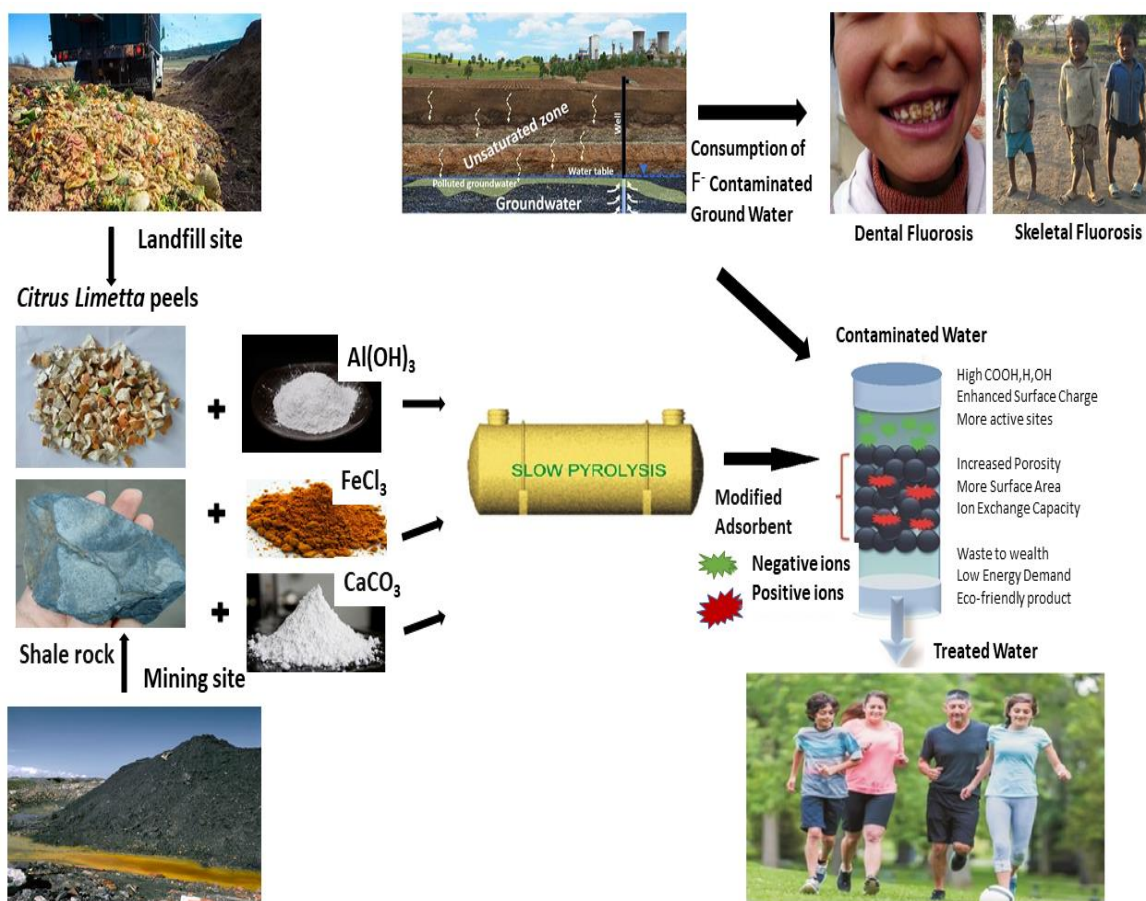 Landfill site
Citrus Limetta peels
Al(OH)₃
FeCl₃
CaCO₃
Shale rock
Mining site
Unsaturated zone
Well
Water table
Polluted groundwater
Groundwater
Consumption of
F⁻ Contaminated
Ground Water
Dental Fluorosis
Skeletal Fluorosis
SLOW PYROLYSIS
Modified
Adsorbent
Negative ions
Positive ions
Contaminated Water
High COOH,H,OH
Enhanced Surface Charge
More active sites
Increased Porosity
More Surface Area
Ion Exchange Capacity
Waste to wealth
Low Energy Demand
Eco-friendly product
Treated Water